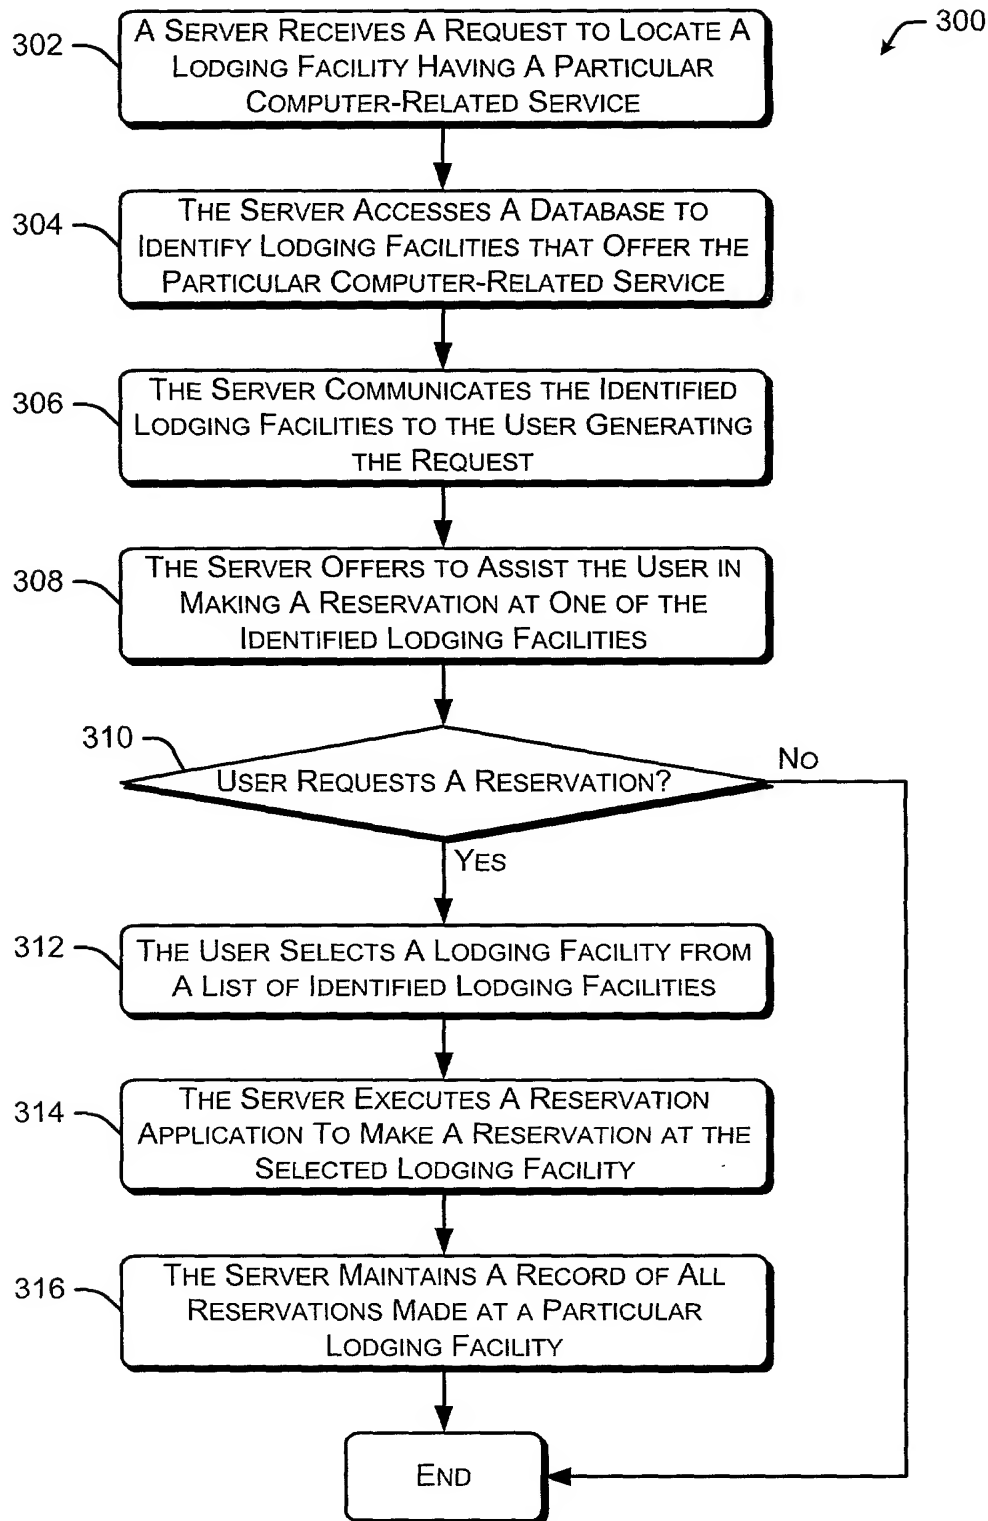 300
302
A SERVER RECEIVES A REQUEST TO LOCATE A
LODGING FACILITY HAVING A PARTICULAR
COMPUTER-RELATED SERVICE
304
THE SERVER ACCESSES A DATABASE TO
IDENTIFY LODGING FACILITIES THAT OFFER THE
PARTICULAR COMPUTER-RELATED SERVICE
306
THE SERVER COMMUNICATES THE IDENTIFIED
LODGING FACILITIES TO THE USER GENERATING
THE REQUEST
308
THE SERVER OFFERS TO ASSIST THE USER IN
MAKING A RESERVATION AT ONE OF THE
IDENTIFIED LODGING FACILITIES
310
USER REQUESTS A RESERVATION?
NO
YES
312
THE USER SELECTS A LODGING FACILITY FROM
A LIST OF IDENTIFIED LODGING FACILITIES
314
THE SERVER EXECUTES A RESERVATION
APPLICATION TO MAKE A RESERVATION AT THE
SELECTED LODGING FACILITY
316
THE SERVER MAINTAINS A RECORD OF ALL
RESERVATIONS MADE AT A PARTICULAR
LODGING FACILITY
END